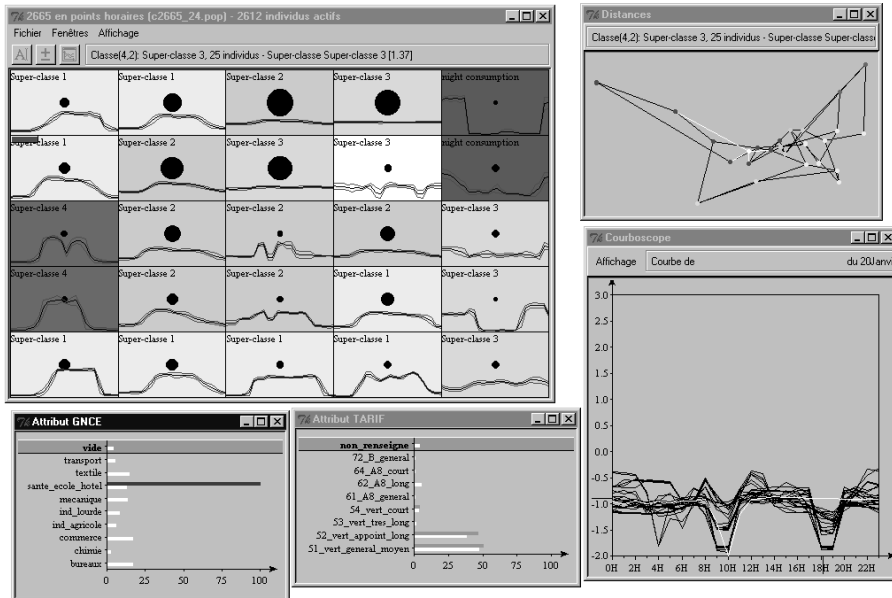 2665 en points horaires (c2665_24.pop) - 2612 individus actifs
Fichier Fenêtres Affichage
Classe(4,2): Super-classe 3, 25 individus - Super-classe Super-classe 3 [1.37]
Super-classe 1 Super-classe 1 Super-classe 2 Super-classe 3 night consumption
Super-classe 1 Super-classe 2 Super-classe 2 Super-classe 3 night consumption
Super-classe 4 Super-classe 2 Super-classe 2 Super-classe 2 Super-classe 3
Super-classe 4 Super-classe 2 Super-classe 2 Super-classe 1 Super-classe 3
Super-classe 1 Super-classe 1 Super-classe 1 Super-classe 1 Super-classe 3
Distances
Classe(4,2): Super-classe 3, 25 individus - Super-classe Super-classe
Courboscope
Affichage Courbe de du 20Janvi
3.0
2.5
2.0
1.5
1.0
0.5
0.0
-0.5
-1.0
-1.5
-2.0
0H 2H 4H 6H 8H 10H 12H 14H 16H 18H 20H 22H
Attribut GNCE
vide
transport
textile
sante_ecole_hotel
mecanique
ind_lourde
ind_agricole
commerce
chimie
bureaux
0 25 50 75 100
Attribut TARIF
non_renseigne
72_B_general
64_A8_court
62_A8_long
61_A8_general
54_vert_court
53_vert_tres_long
52_vert_appoint_long
51_vert_general_moyen
0 25 50 75 100